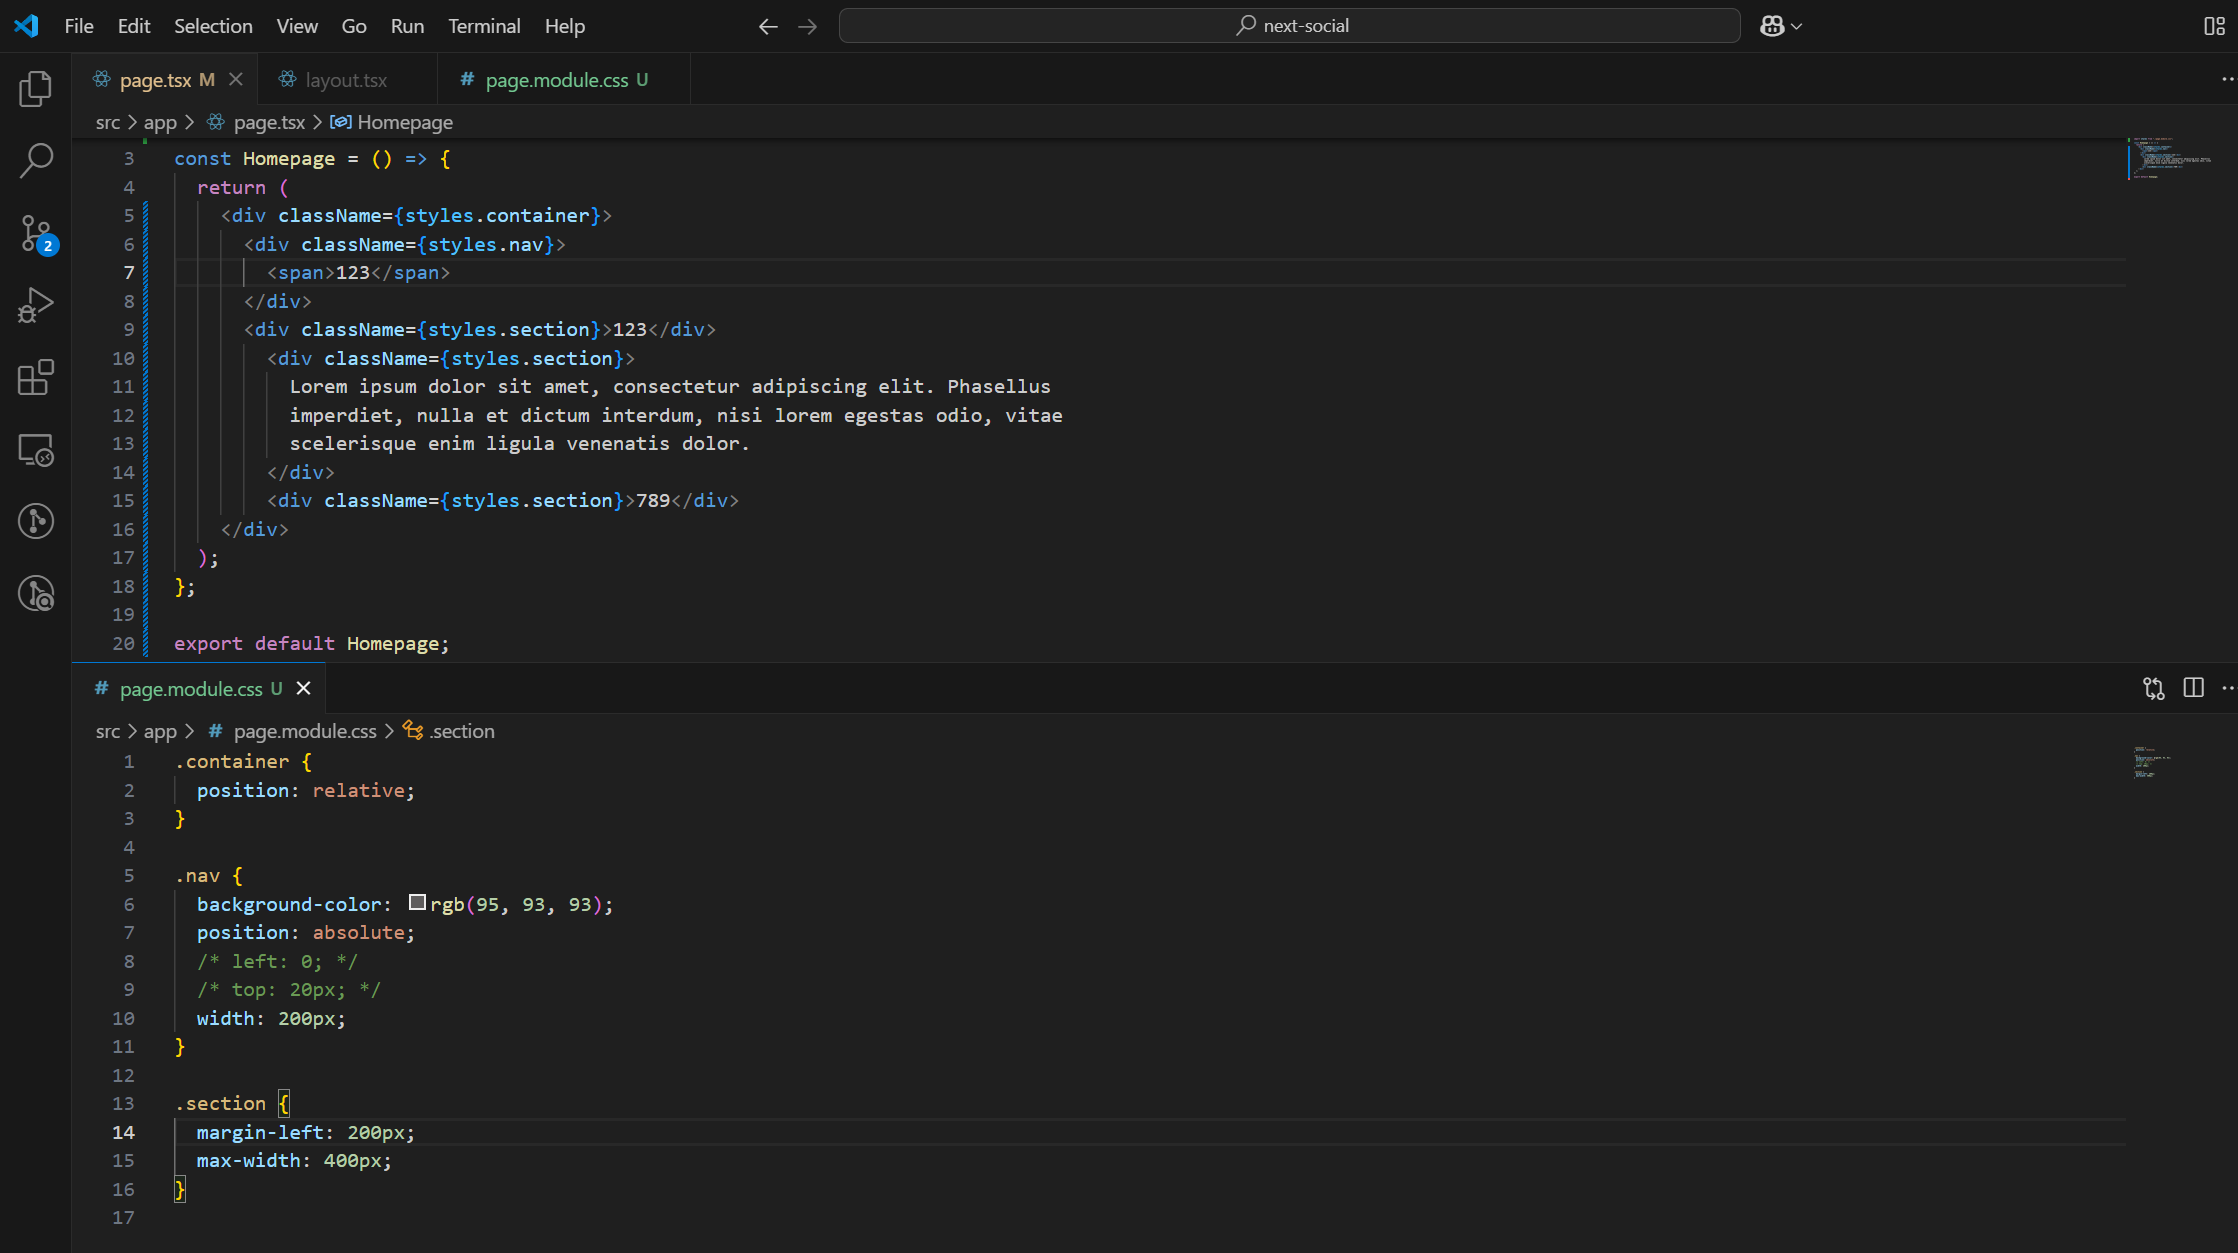 File Edit Selection View Go Run Terminal Help next-social
page.tsx M layout.tsx # page.module.css U
src > app > page.tsx > Homepage
3 const Homepage = () => {
4 return (
5 <div className={styles.container}>
6 <div className={styles.nav}>
7 <span>123</span>
8 </div>
9 <div className={styles.section}>123</div>
10 <div className={styles.section}>
11 Lorem ipsum dolor sit amet, consectetur adipiscing elit. Phasellus
12 imperdiet, nulla et dictum interdum, nisi lorem egestas odio, vitae
13 scelerisque enim ligula venenatis dolor.
14 </div>
15 <div className={styles.section}>789</div>
16 </div>
17 );
18 };
19
20 export default Homepage;
2
# page.module.css U
src > app > # page.module.css > .section
1 .container {
2 position: relative;
3 }
4
5 .nav {
6 background-color: rgb(95, 93, 93);
7 position: absolute;
8 /* left: 0; */
9 /* top: 20px; */
10 width: 200px;
11 }
12
13 .section {
14 margin-left: 200px;
15 max-width: 400px;
16 }
17